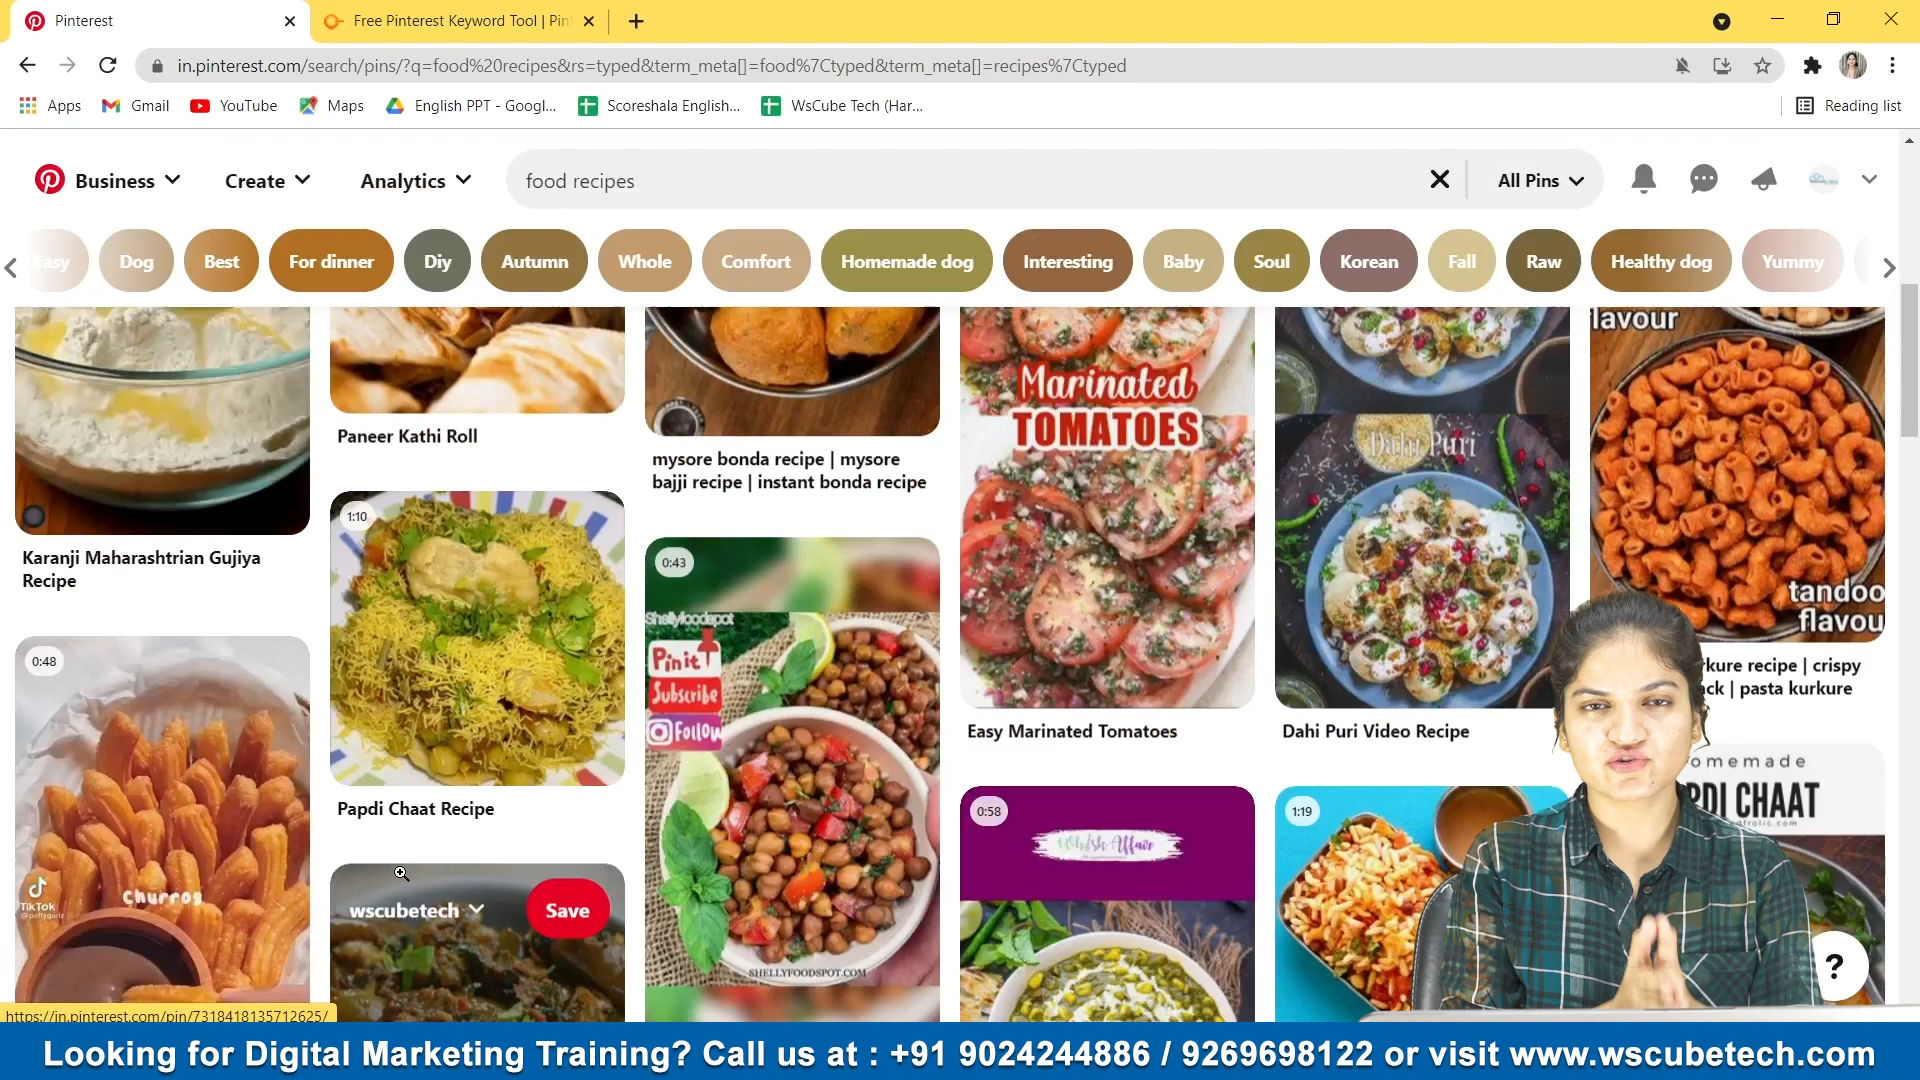 Pinterest
Free Pinterest Keyword Tool | Pin
in.pinterest.com/search/pins/?q=food%20recipes&rs=typed&term_meta[]=food%7Ctyped&term_meta[]=recipes%7Ctyped
Apps
Gmail
YouTube
Maps
English PPT - Googl...
Scoreshala English...
WsCube Tech (Har...
Reading list
Business
Create
Analytics
food recipes
All Pins
Easy
Dog
Best
For dinner
Diy
Autumn
Whole
Comfort
Homemade dog
Interesting
Baby
Soul
Korean
Fall
Raw
Healthy dog
Yummy
flavour
Marinated
TOMATOES
Paneer Kathi Roll
Dahi Puri
mysore bonda recipe | mysore
bajji recipe | instant bonda recipe
1:10
Karanji Maharashtrian Gujiya
Recipe
0:43
tandoo
flavou
Shellyfoodspot
Pin it
Subscribe
Follow
0:48
rkure recipe | crispy
ack | pasta kurkure
Easy Marinated Tomatoes
Dahi Puri Video Recipe
omemade
PDI CHAAT
Papdi Chaat Recipe
0:58
1:19
Whisk Affair
Churros
TikTok
wscubetech
Save
SHELLYFOODSPOT.COM
?
https://in.pinterest.com/pin/7318418135712625/
Looking for Digital Marketing Training? Call us at : +91 9024244886 / 9269698122 or visit www.wscubetech.com